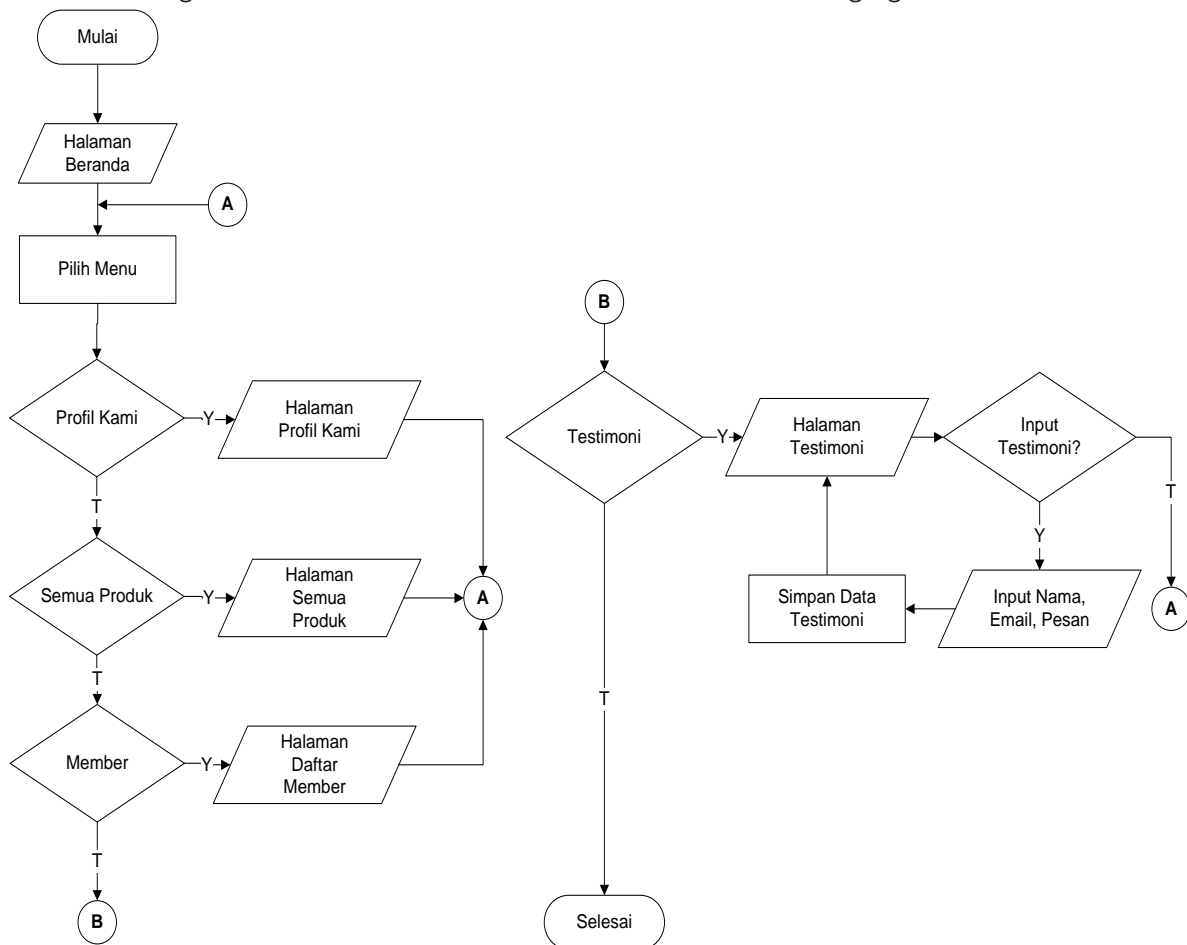 Mulai
Halaman
Beranda
A
Pilih Menu
Profil Kami
Y
Halaman
Profil Kami
T
Semua Produk
Y
Halaman
Semua
Produk
A
T
Member
Y
Halaman
Daftar
Member
T
B
B
Testimoni
Y
Halaman
Testimoni
Input
Testimoni?
T
A
Y
Input Nama,
Email, Pesan
Simpan Data
Testimoni
T
Selesai